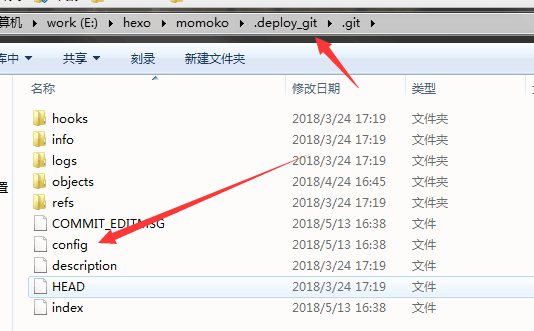 算机 ▸ work (E:) ▸ hexo ▸ momoko ▸ .deploy_git ▸ .git ▸
库中 ▼ 共享 ▼ 刻录 新建文件夹
名称 修改日期 类型
hooks 2018/3/24 17:19 文件夹
info 2018/3/24 17:19 文件夹
logs 2018/3/24 17:19 文件夹
objects 2018/4/24 16:45 文件夹
refs 2018/3/24 17:19 文件夹
COMMIT_EDITMSG 2018/5/13 16:38 文件
config 2018/5/13 16:38 文件
description 2018/3/24 17:19 文件
HEAD 2018/3/24 17:19 文件
index 2018/5/13 16:38 文件
置